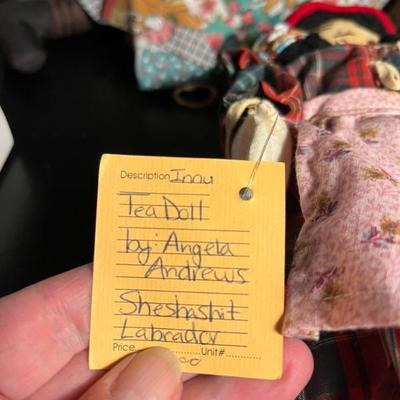 Description Innu
Tea Doll
by: Angela
Andrews
Sheshashit
Labrador
Price Unit#